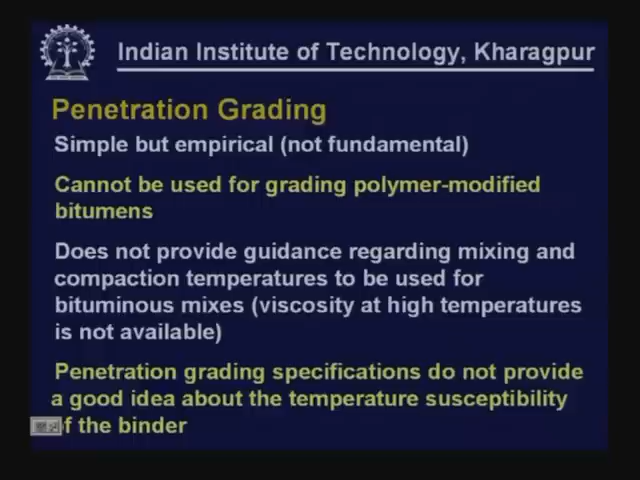 Indian Institute of Technology, Kharagpur
Penetration Grading
Simple but empirical (not fundamental)
Cannot be used for grading polymer-modified
bitumens
Does not provide guidance regarding mixing and
compaction temperatures to be used for
bituminous mixes (viscosity at high temperatures
is not available)
Penetration grading specifications do not provide
a good idea about the temperature susceptibility
of the binder